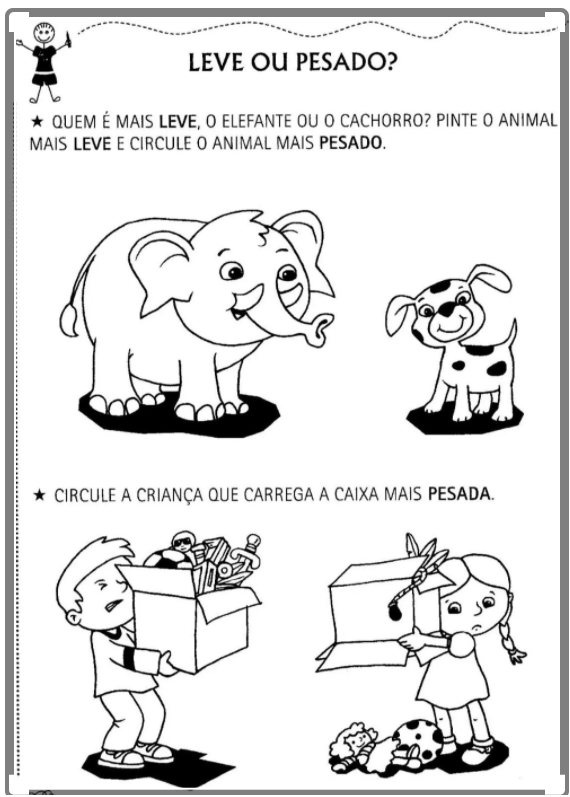 LEVE OU PESADO?
★ QUEM É MAIS LEVE, O ELEFANTE OU O CACHORRO? PINTE O ANIMAL
MAIS LEVE E CIRCULE O ANIMAL MAIS PESADO.
★ CIRCULE A CRIANÇA QUE CARREGA A CAIXA MAIS PESADA.